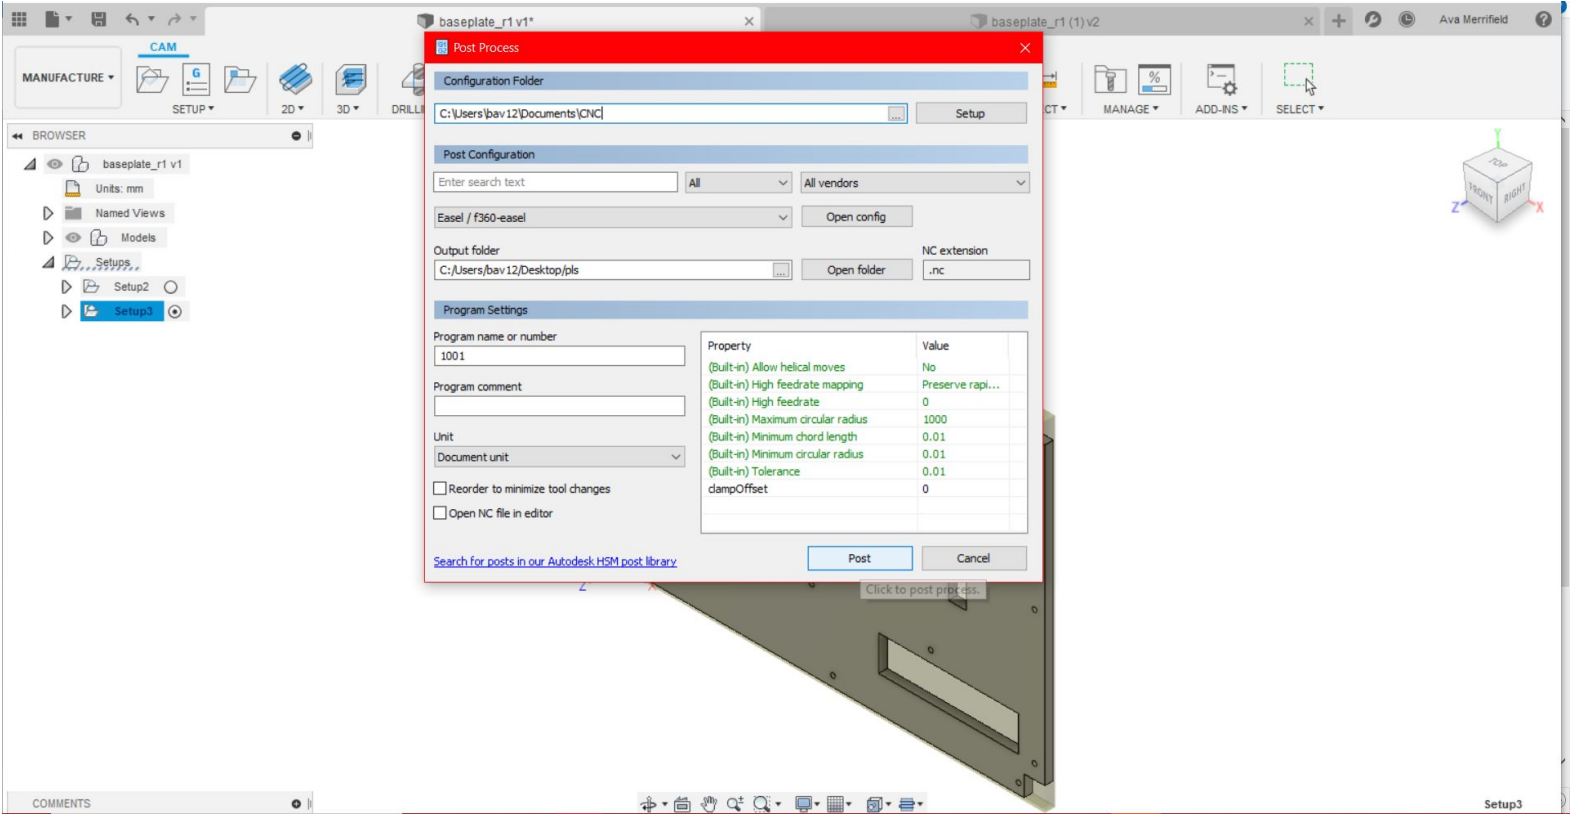 baseplate_r1 v1*
baseplate_r1 (1) v2
Ava Merrifield
MANUFACTURE
CAM
SETUP
2D
3D
MANAGE
ADD-INS
SELECT
BROWSER
baseplate_r1 v1
Units: mm
Named Views
Models
Setups
Setup2
Setup3
Post Process
Configuration Folder
C:\Users\bav12\Documents\CNC
...
Setup
Post Configuration
Enter search text
All
All vendors
Easel / f360-easel
Open config
Output folder
NC extension
C:/Users/bav12/Desktop/pls
...
Open folder
.nc
Program Settings
Program name or number
1001
Program comment
Unit
Document unit
Reorder to minimize tool changes
Open NC file in editor
Property Value
(Built-in) Allow helical moves No
(Built-in) High feedrate mapping Preserve rapi...
(Built-in) High feedrate 0
(Built-in) Maximum circular radius 1000
(Built-in) Minimum chord length 0.01
(Built-in) Minimum circular radius 0.01
(Built-in) Tolerance 0.01
clampOffset 0
Search for posts in our Autodesk HSM post library
Post
Cancel
Click to post process.
Y
TOP
FRONT
RIGHT
Z
X
COMMENTS
Setup3